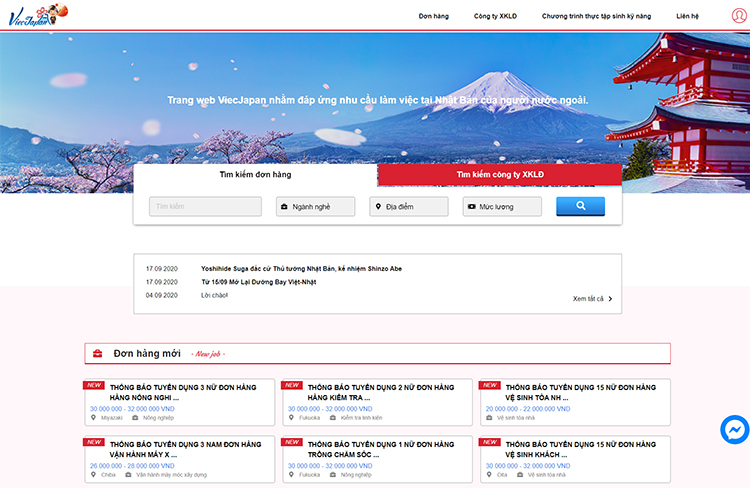 ViecJapan
Đơn hàng
Công ty XKLĐ
Chương trình thực tập sinh kỹ năng
Liên hệ
Trang web ViecJapan nhằm đáp ứng nhu cầu làm việc tại Nhật Bản của người nước ngoài.
Tìm kiếm đơn hàng
Tìm kiếm công ty XKLĐ
Tìm kiếm
Ngành nghề
Địa điểm
Mức lương
17.09.2020 Yoshihide Suga đắc cử Thủ tướng Nhật Bản, kế nhiệm Shinzo Abe
17.09.2020 Từ 15/09 Mở Lại Đường Bay Việt-Nhật
04.09.2020 Lời chào!
Xem tất cả
Đơn hàng mới - New job -
NEW
THÔNG BÁO TUYỂN DỤNG 3 NỮ ĐƠN HÀNG
HÀNG NÔNG NGHI ...
30 000 000 - 32 000 000 VND
Miyazaki Nông nghiệp
NEW
THÔNG BÁO TUYỂN DỤNG 2 NỮ ĐƠN HÀNG
HÀNG KIỂM TRA ...
30 000 000 - 32 000 000 VND
Fukuoka Kiểm tra linh kiện
NEW
THÔNG BÁO TUYỂN DỤNG 15 NỮ ĐƠN HÀNG
VỆ SINH TÒA NH ...
20 000 000 - 22 000 000 VND
Vệ sinh tòa nhà
NEW
THÔNG BÁO TUYỂN DỤNG 3 NAM ĐƠN HÀNG
VẬN HÀNH MÁY X ...
26 000 000 - 28 000 000 VND
Chiba Vận hành máy móc xây dựng
NEW
THÔNG BÁO TUYỂN DỤNG 1 NỮ ĐƠN HÀNG
TRỒNG CHĂM SÓC ...
30 000 000 - 32 000 000 VND
Fukuoka Nông nghiệp
NEW
THÔNG BÁO TUYỂN DỤNG 15 NỮ ĐƠN HÀNG
VỆ SINH KHÁCH ...
30 000 000 - 32 000 000 VND
Oita Vệ sinh tòa nhà